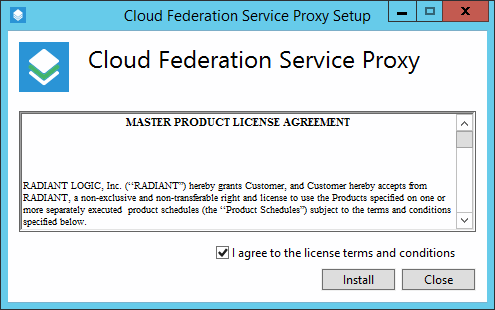 Cloud Federation Service Proxy Setup
Cloud Federation Service Proxy
MASTER PRODUCT LICENSE AGREEMENT
RADIANT LOGIC, Inc. (“RADIANT”) hereby grants Customer, and Customer hereby accepts from
RADIANT, a non-exclusive and non-transferable right and license to use the Products specified on one or
more separately executed product schedules (the “Product Schedules”) subject to the terms and conditions
specified below.
I agree to the license terms and conditions
Install
Close